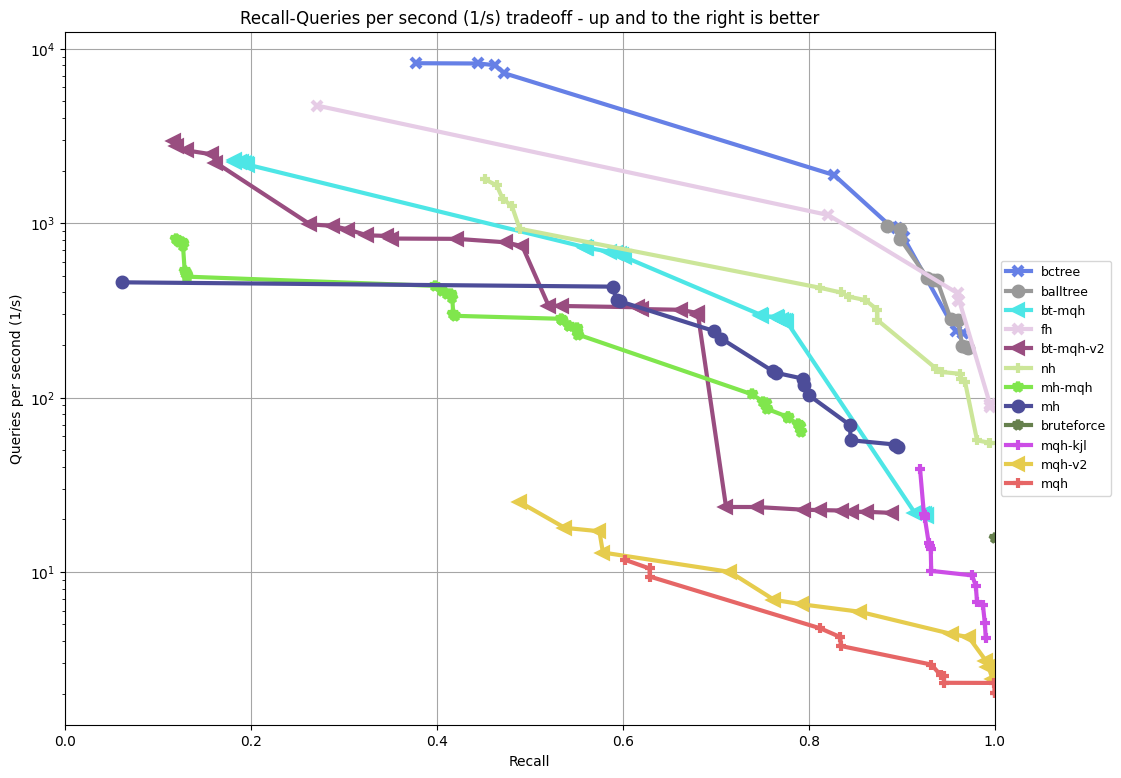 Recall-Queries per second (1/s) tradeoff - up and to the right is better
Queries per second (1/s)
10^4
10^3
10^2
10^1
0.0 0.2 0.4 0.6 0.8 1.0
Recall
bctree
balltree
bt-mqh
fh
bt-mqh-v2
nh
mh-mqh
mh
bruteforce
mqh-kjl
mqh-v2
mqh